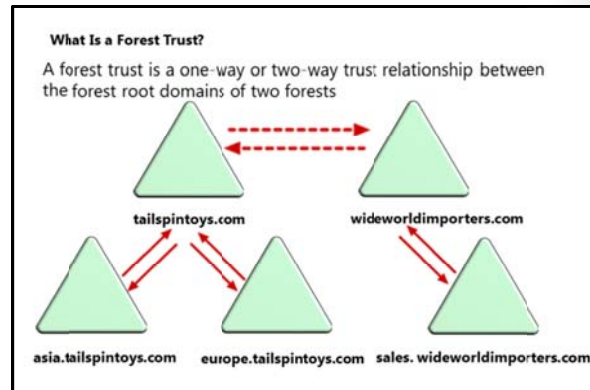 What Is a Forest Trust?
A forest trust is a one-way or two-way trust relationship between
the forest root domains of two forests
tailspintoys.com
wideworldimporters.com
asia.tailspintoys.com
europe.tailspintoys.com
sales. wideworldimporters.com